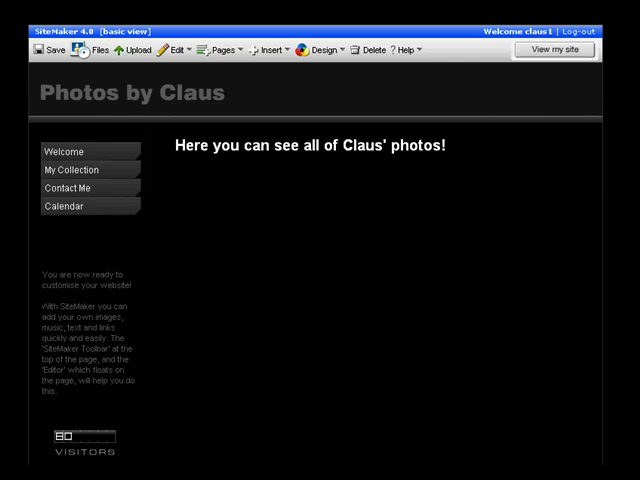 SiteMaker 4.0 [basic view] Welcome claus1 | Log-out
Save Files Upload Edit Pages Insert Design Delete ? Help View my site
Photos by Claus
Here you can see all of Claus' photos!
Welcome
My Collection
Contact Me
Calendar
You are now ready to
customise your website!
With SiteMaker you can
add your own images,
music, text and links
quickly and easily. The
'SiteMaker Toolbar' at the
top of the page, and the
'Editor' which floats on
the page, will help you do
this.
80
VISITORS